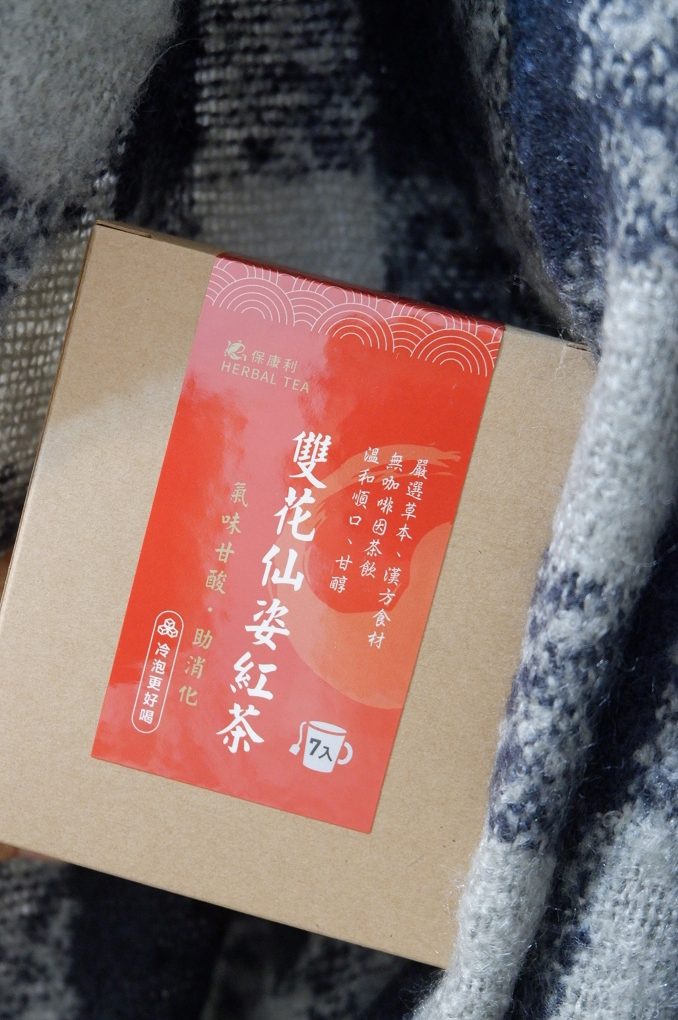 保康利
HERBAL TEA
嚴選草本、漢方食材
無咖啡因茶飲
溫和順口、甘醇
雙花仙姿紅茶
氣味甘酸・助消化
冷泡更好喝
7入